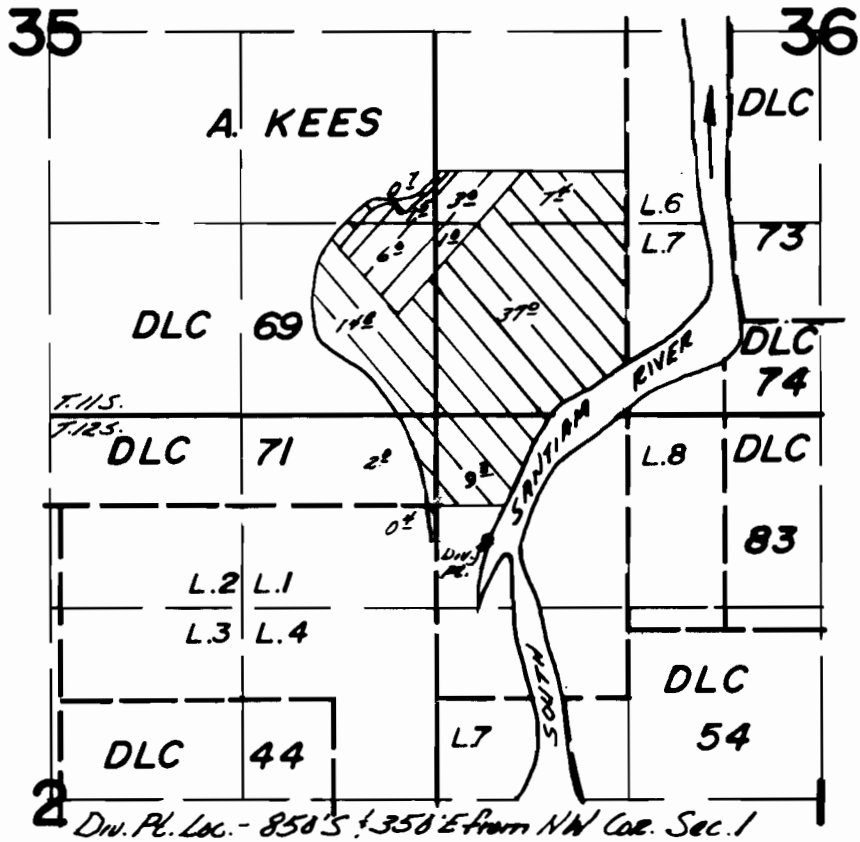 35
36
DLC
A. KEES
L.6
L.7
73
DLC 69
DLC
74
SANTIAM RIVER
T.11S.
T.12S.
DLC 71
L.8 DLC
83
Div.
Pt.
L.2 L.1
L.3 L.4
SOUTH
DLC
54
L.7
DLC 44
2
Div. Pt. Loc. - 850'S & 350'E from NW Cor. Sec. 1